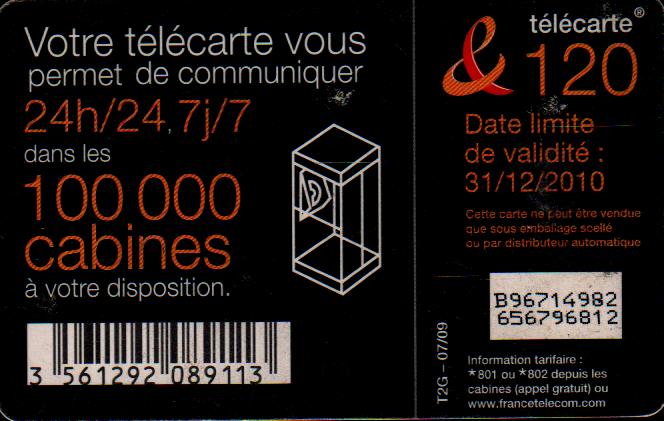 Votre télécarte vous
permet de communiquer
24h/24, 7j/7
dans les
100 000
cabines
à votre disposition.
3 561292 089113
télécarte®
120
Date limite
de validité :
31/12/2010
Cette carte ne peut être vendue
que sous emballage scellé
ou par distributeur automatique
B96714982
656796812
T2G – 07/09
Information tarifaire :
*801 ou *802 depuis les
cabines (appel gratuit) ou
www.francetelecom.com